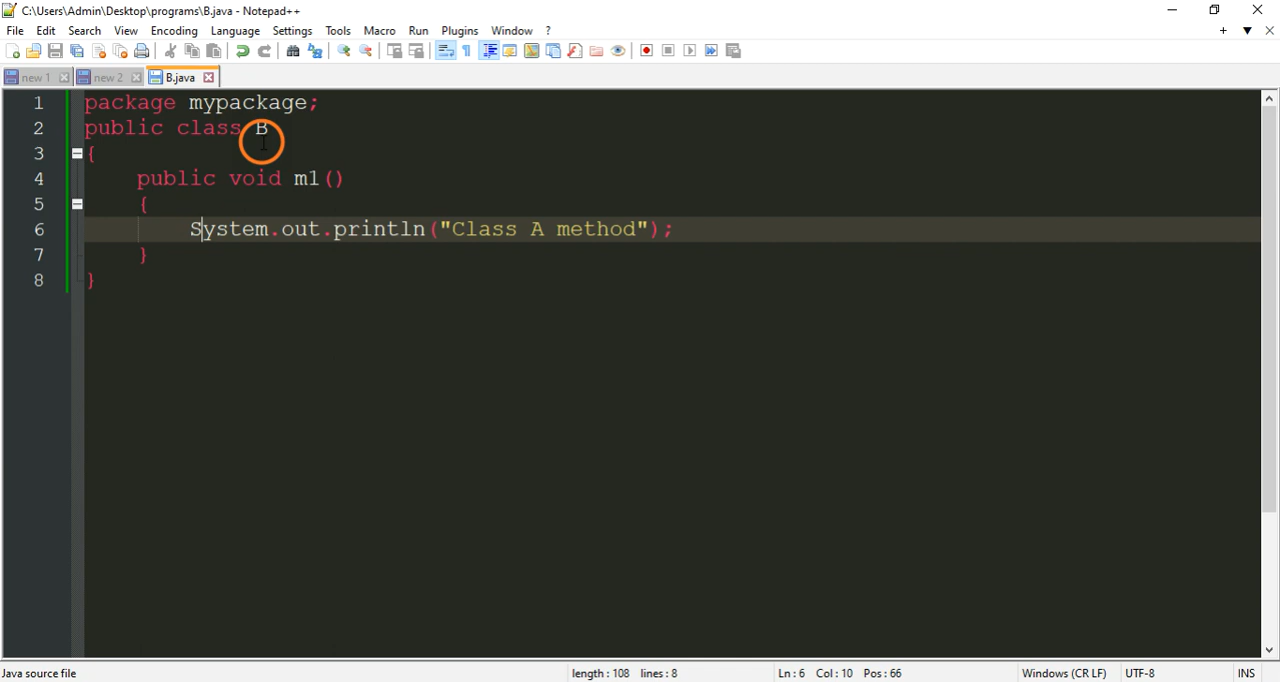 C:\Users\Admin\Desktop\programs\B.java - Notepad++
File Edit Search View Encoding Language Settings Tools Macro Run Plugins Window ? + ▼ ✕
new 1 new 2 B.java
1 package mypackage;
2 public class B
3 {
4 public void m1()
5 {
6 System.out.println("Class A method");
7 }
8 }
Java source file length : 108 lines : 8 Ln : 6 Col : 10 Pos : 66 Windows (CR LF) UTF-8 INS